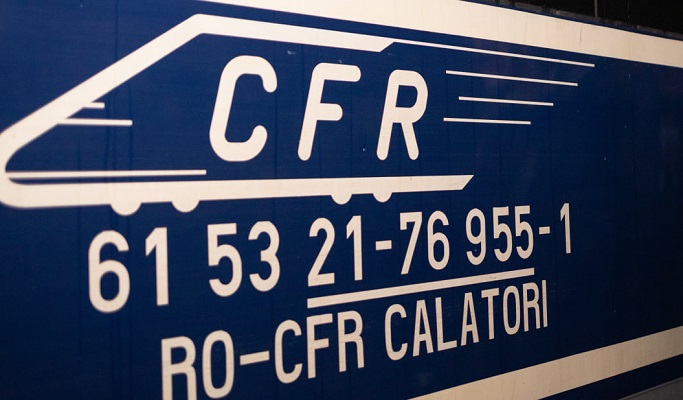 CFR
61 53 21-76 955-1
RO-CFR CALATORI